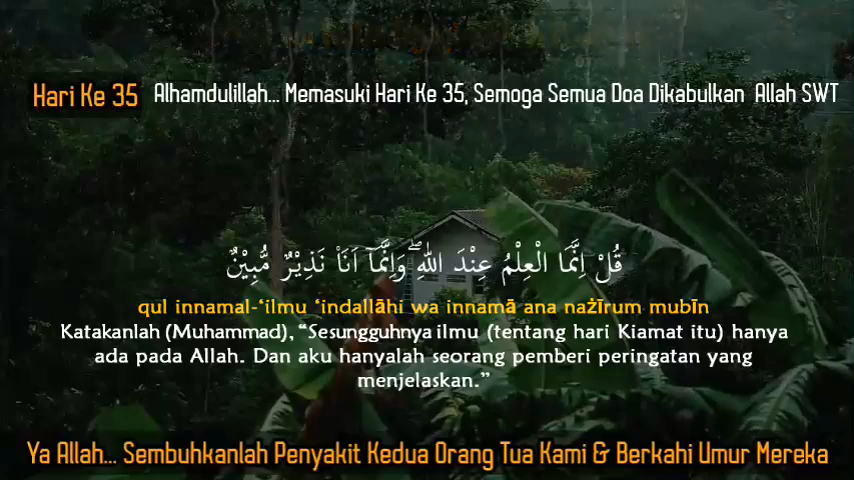 Hari Ke 35 Alhamdulillah... Memasuki Hari Ke 35, Semoga Semua Doa Dikabulkan Allah SWT
قُلْ اِنَّمَا الْعِلْمُ عِنْدَ اللّٰهِ ۖوَاِنَّمَآ اَنَا۠ نَذِيْرٌ مُّبِيْنٌ
qul innamal-‘ilmu ‘indallāhi wa innamā ana nażīrum mubīn
Katakanlah (Muhammad), “Sesungguhnya ilmu (tentang hari Kiamat itu) hanya
ada pada Allah. Dan aku hanyalah seorang pemberi peringatan yang
menjelaskan.”
Ya Allah... Sembuhkanlah Penyakit Kedua Orang Tua Kami & Berkahi Umur Mereka